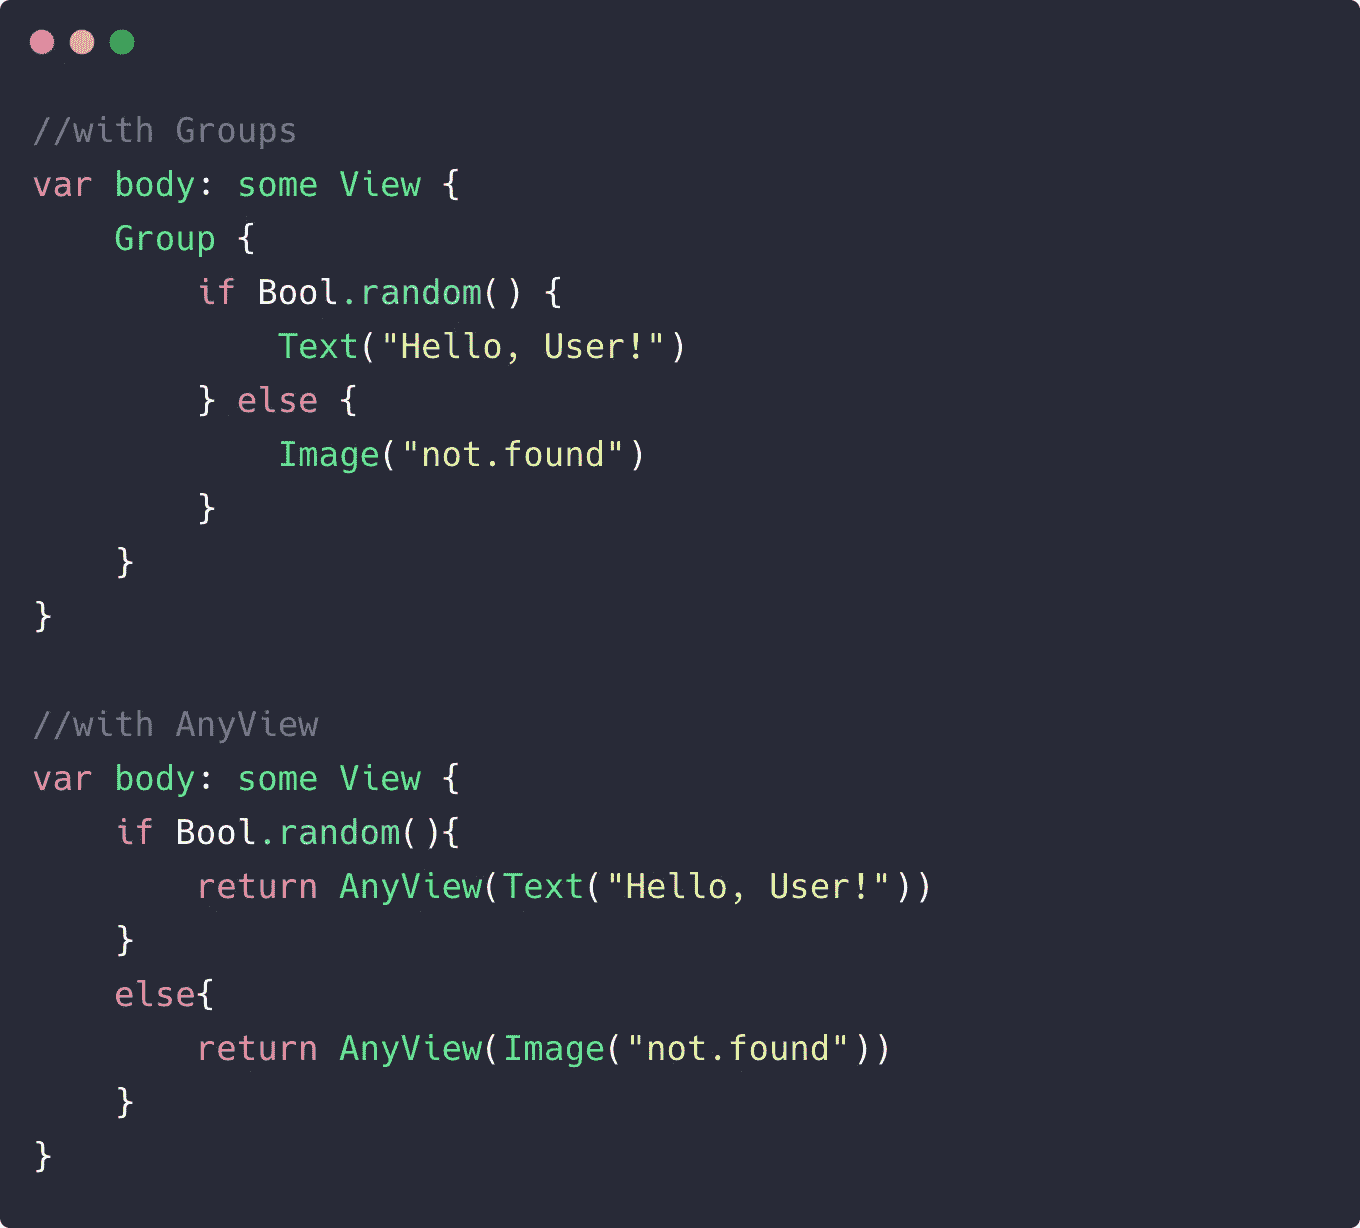 //with Groups
var body: some View {
    Group {
        if Bool.random() {
            Text("Hello, User!")
        } else {
            Image("not.found")
        }
    }
}

//with AnyView
var body: some View {
    if Bool.random(){
        return AnyView(Text("Hello, User!"))
    }
    else{
        return AnyView(Image("not.found"))
    }
}